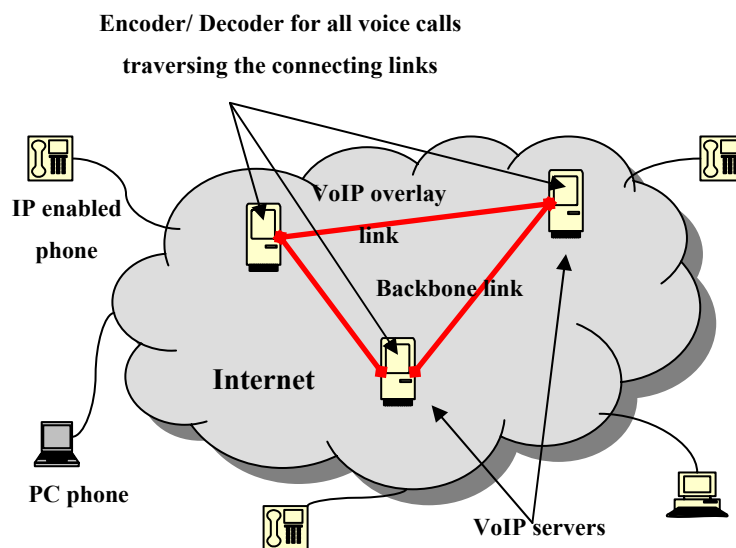 Encoder/ Decoder for all voice calls
traversing the connecting links
VoIP overlay
link
IP enabled
phone
Backbone link
Internet
PC phone
VoIP servers